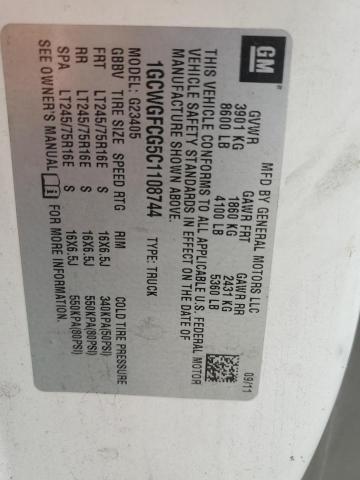 GM
MFD BY GENERAL MOTORS LLC
GVWR GAWR FRT GAWR RR
3901 KG 1860 KG 2431 KG
8600 LB 4100 LB 5360 LB
09/11
THIS VEHICLE CONFORMS TO ALL APPLICABLE U.S. FEDERAL MOTOR
VEHICLE SAFETY STANDARDS IN EFFECT ON THE DATE OF
MANUFACTURE SHOWN ABOVE.
1GCWGFCG5C1108744 TYPE: TRUCK
MODEL: G23405
GBBV TIRE SIZE SPEED RTG RIM COLD TIRE PRESSURE
FRT LT245/75R16E S 16X6.5J 340KPA(50PSI)
RR LT245/75R16E S 16X6.5J 550KPA(80PSI)
SPA LT245/75R16E S 16X6.5J 550KPA(80PSI)
SEE OWNER'S MANUAL FOR MORE INFORMATION.